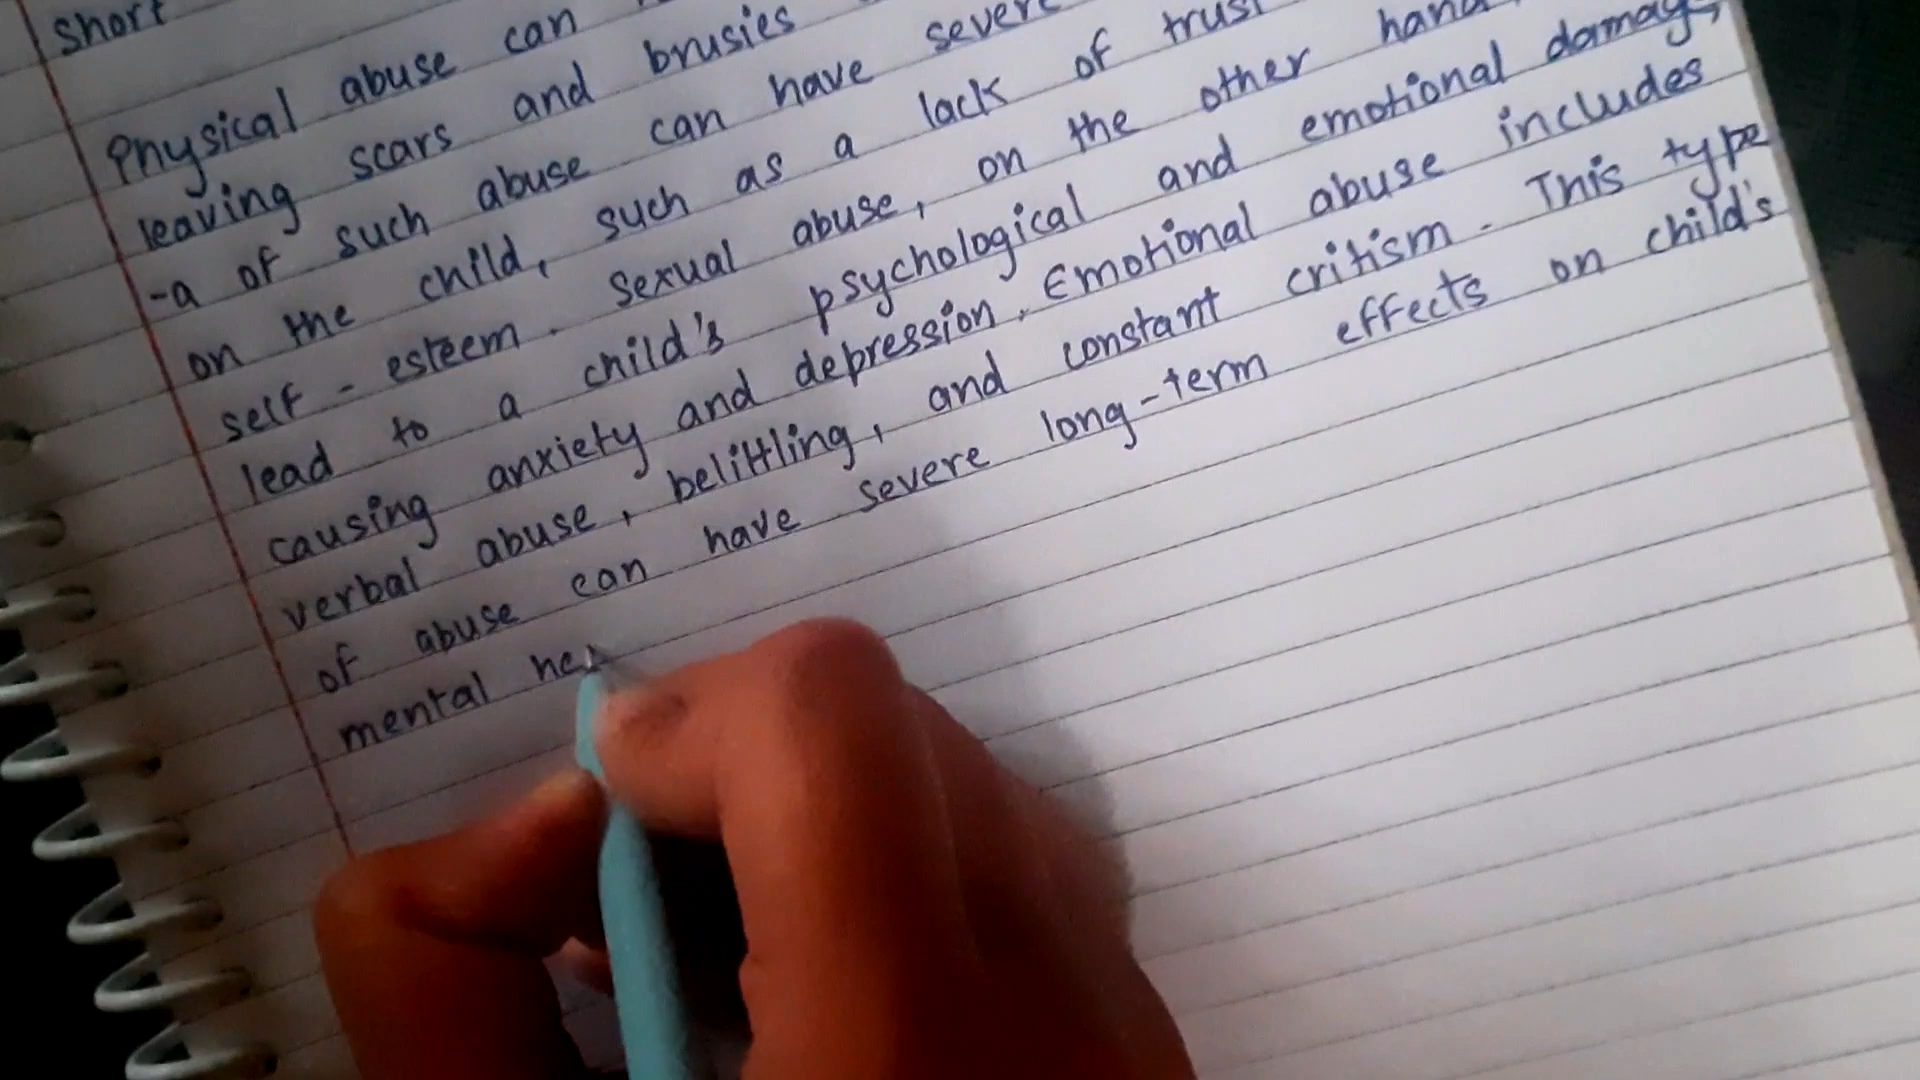 short
Physical abuse can
leaving scars and brusies
-a of such abuse can have severe
on the child, such as a lack of trust
self - esteem. Sexual abuse, on the other hand
lead to a child's psychological and emotional damage,
causing anxiety and depression. Emotional abuse includes
verbal abuse, belittling, and constant critism. This type
of abuse can have severe long-term effects on child's
mental hea